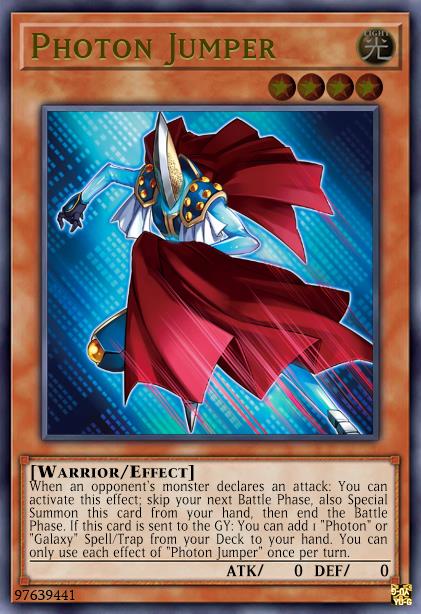 Photon Jumper
LIGHT
光
[Warrior/Effect]
When an opponent's monster declares an attack: You can
activate this effect; skip your next Battle Phase, also Special
Summon this card from your hand, then end the Battle
Phase. If this card is sent to the GY: You can add 1 "Photon" or
"Galaxy" Spell/Trap from your Deck to your hand. You can
only use each effect of "Photon Jumper" once per turn.
ATK/ 0 DEF/ 0
97639441